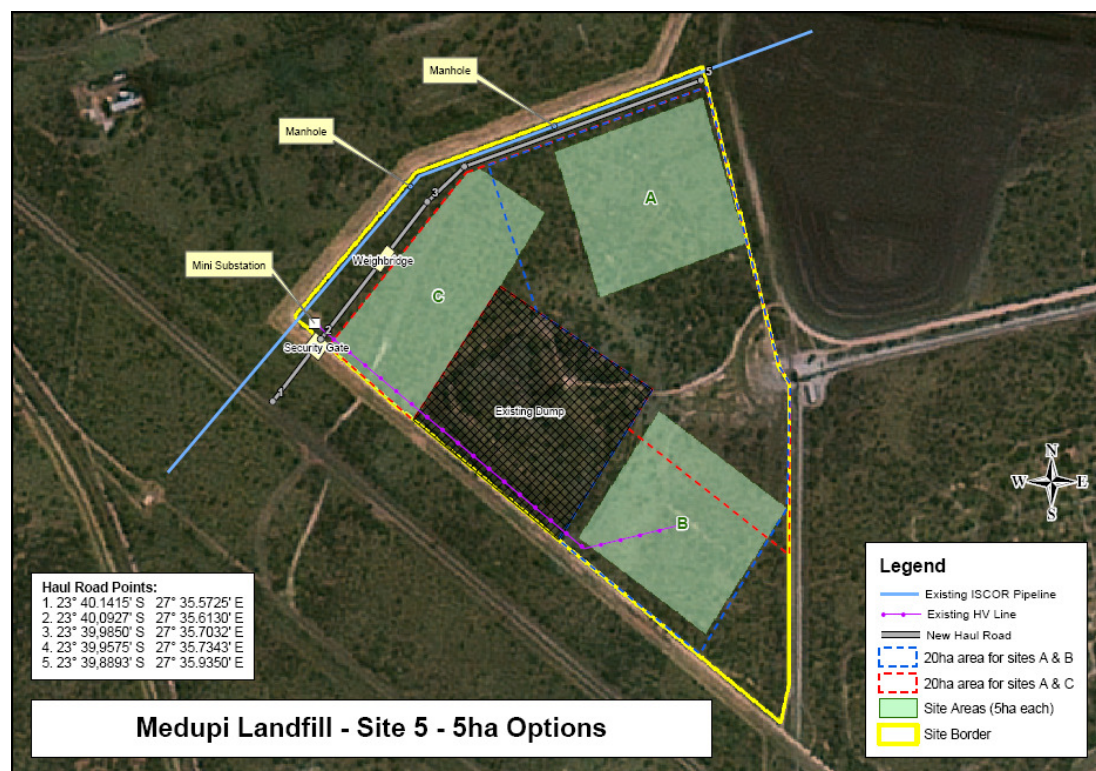 Manhole
5
Manhole
3
A
Weighbridge
Mini Substation
C
2
Security Gate
1
Existing Dump
B
N
W E
S
Haul Road Points:
1. 23° 40.1415' S 27° 35.5725' E
2. 23° 40,0927' S 27° 35.6130' E
3. 23° 39,9850' S 27° 35.7032' E
4. 23° 39,9575' S 27° 35.7343' E
5. 23° 39,8893' S 27° 35.9350' E
Medupi Landfill - Site 5 - 5ha Options
Legend
Existing ISCOR Pipeline
Existing HV Line
New Haul Road
20ha area for sites A & B
20ha area for sites A & C
Site Areas (5ha each)
Site Border